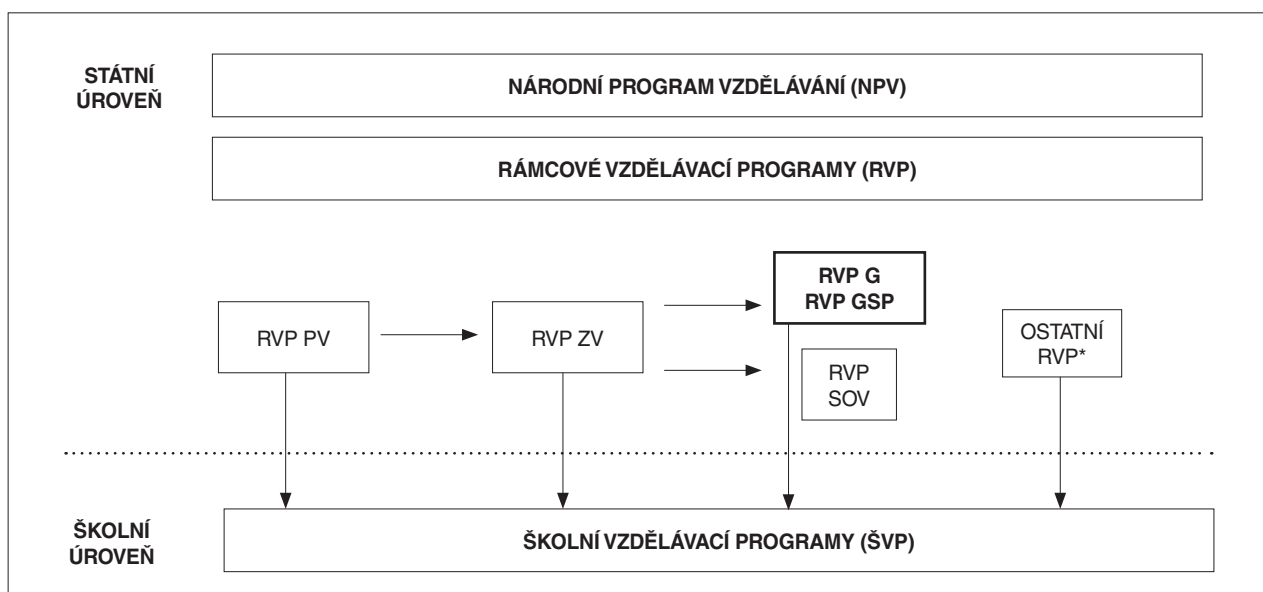 STÁTNÍ
ÚROVEŇ
NÁRODNÍ PROGRAM VZDĚLÁVÁNÍ (NPV)
RÁMCOVÉ VZDĚLÁVACÍ PROGRAMY (RVP)
RVP PV
RVP ZV
RVP G
RVP GSP
RVP
SOV
OSTATNÍ
RVP*
ŠKOLNÍ
ÚROVEŇ
ŠKOLNÍ VZDĚLÁVACÍ PROGRAMY (ŠVP)